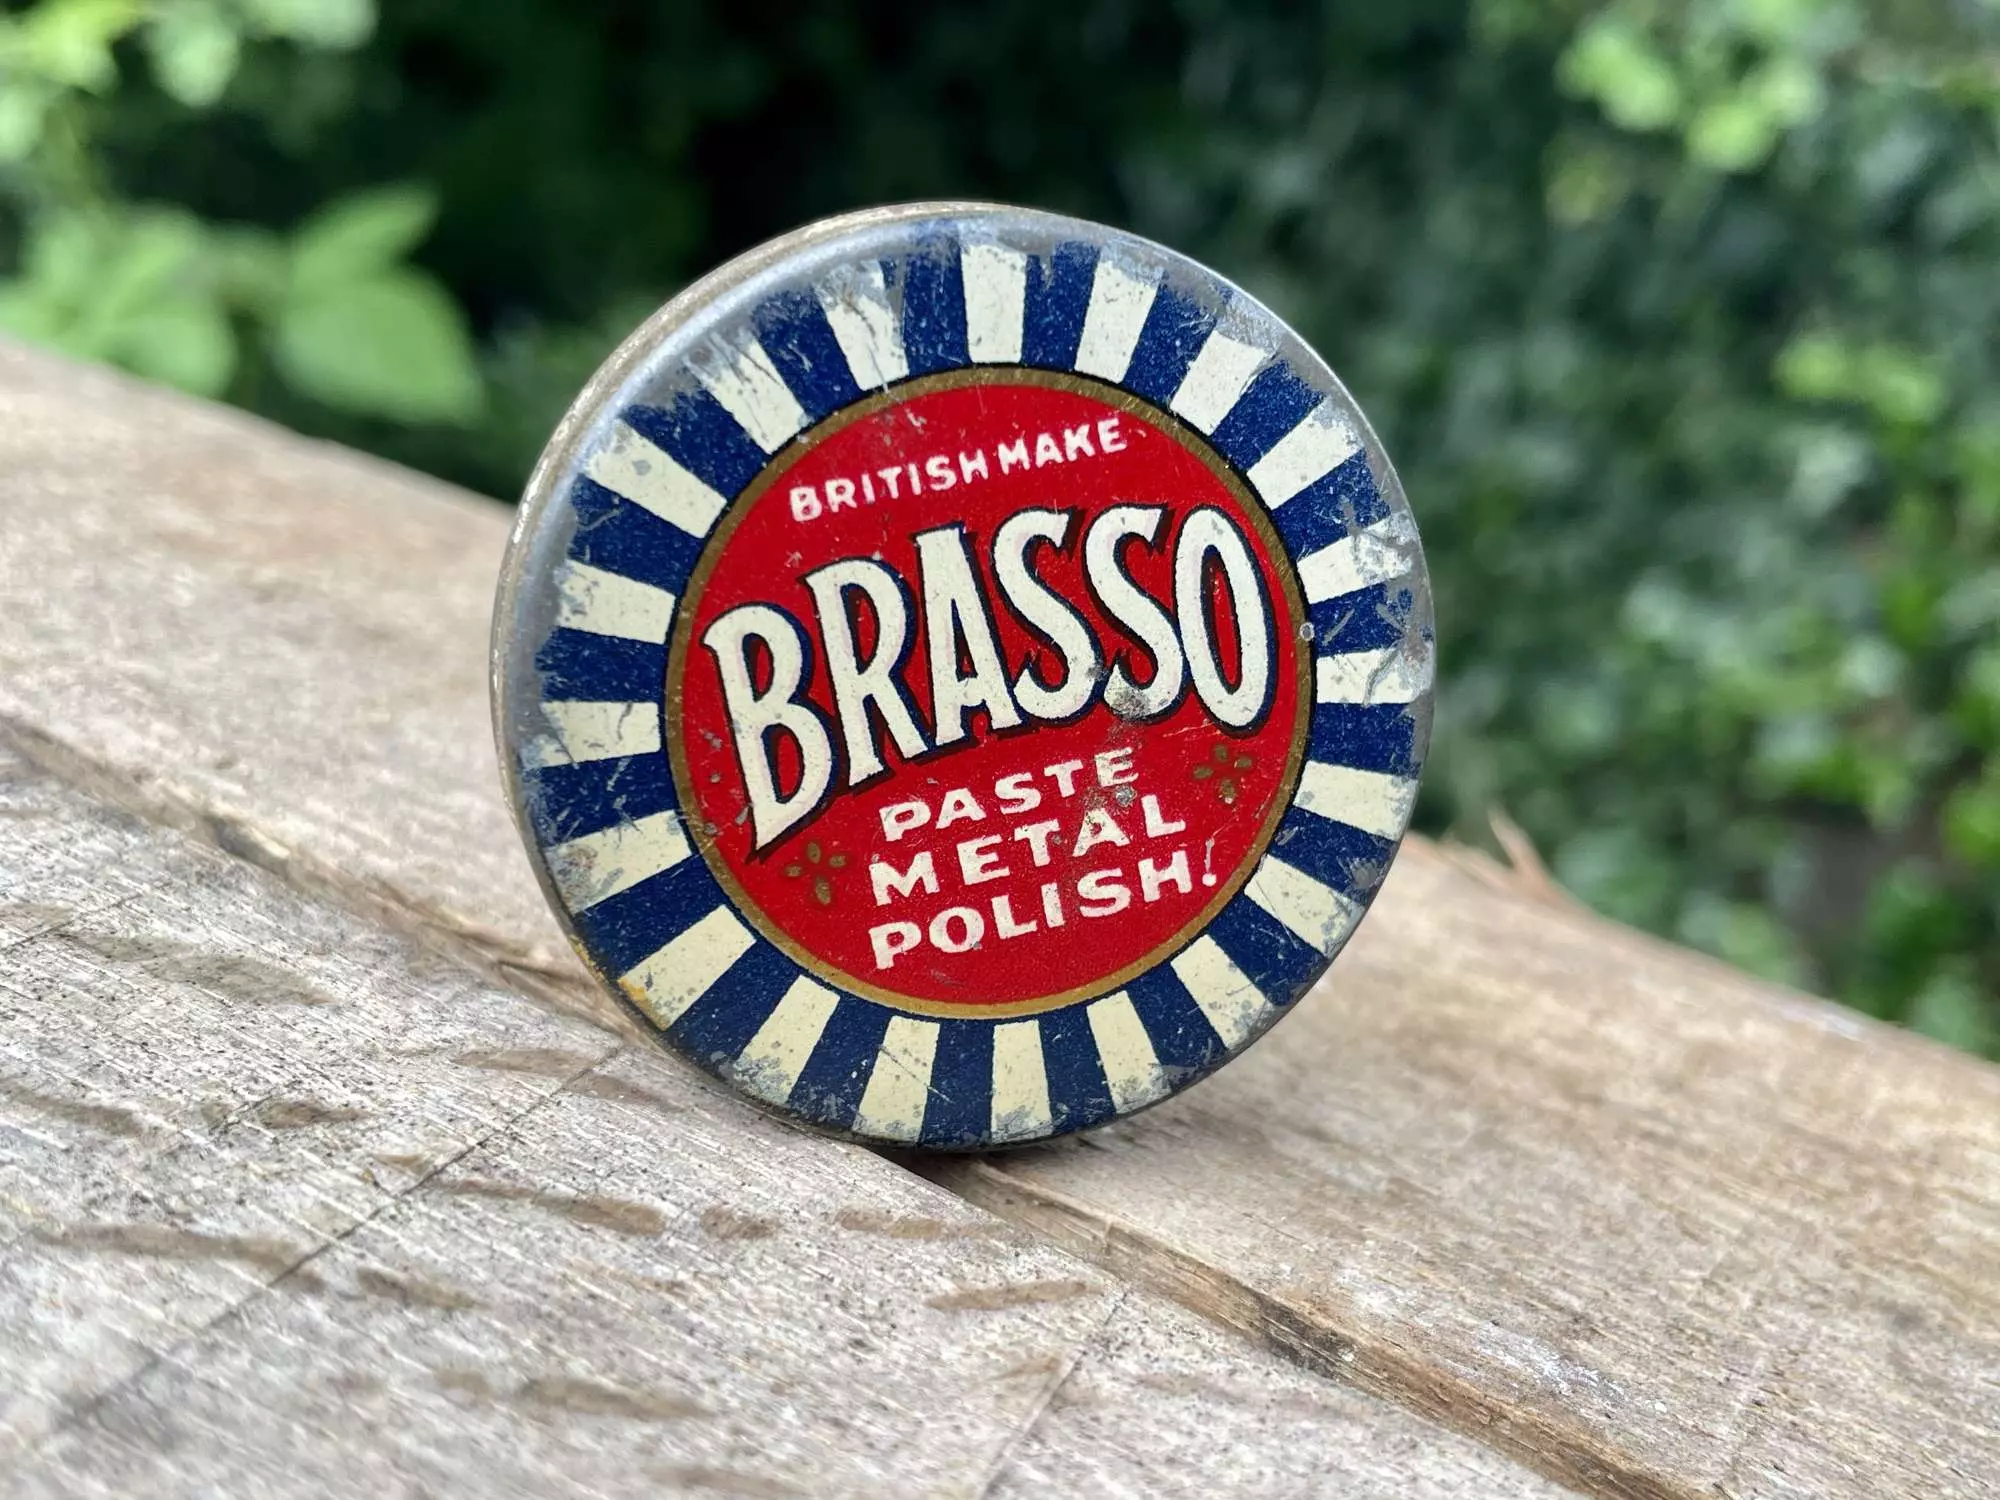 BRITISH MAKE
BRASSO
PASTE
METAL
POLISH!